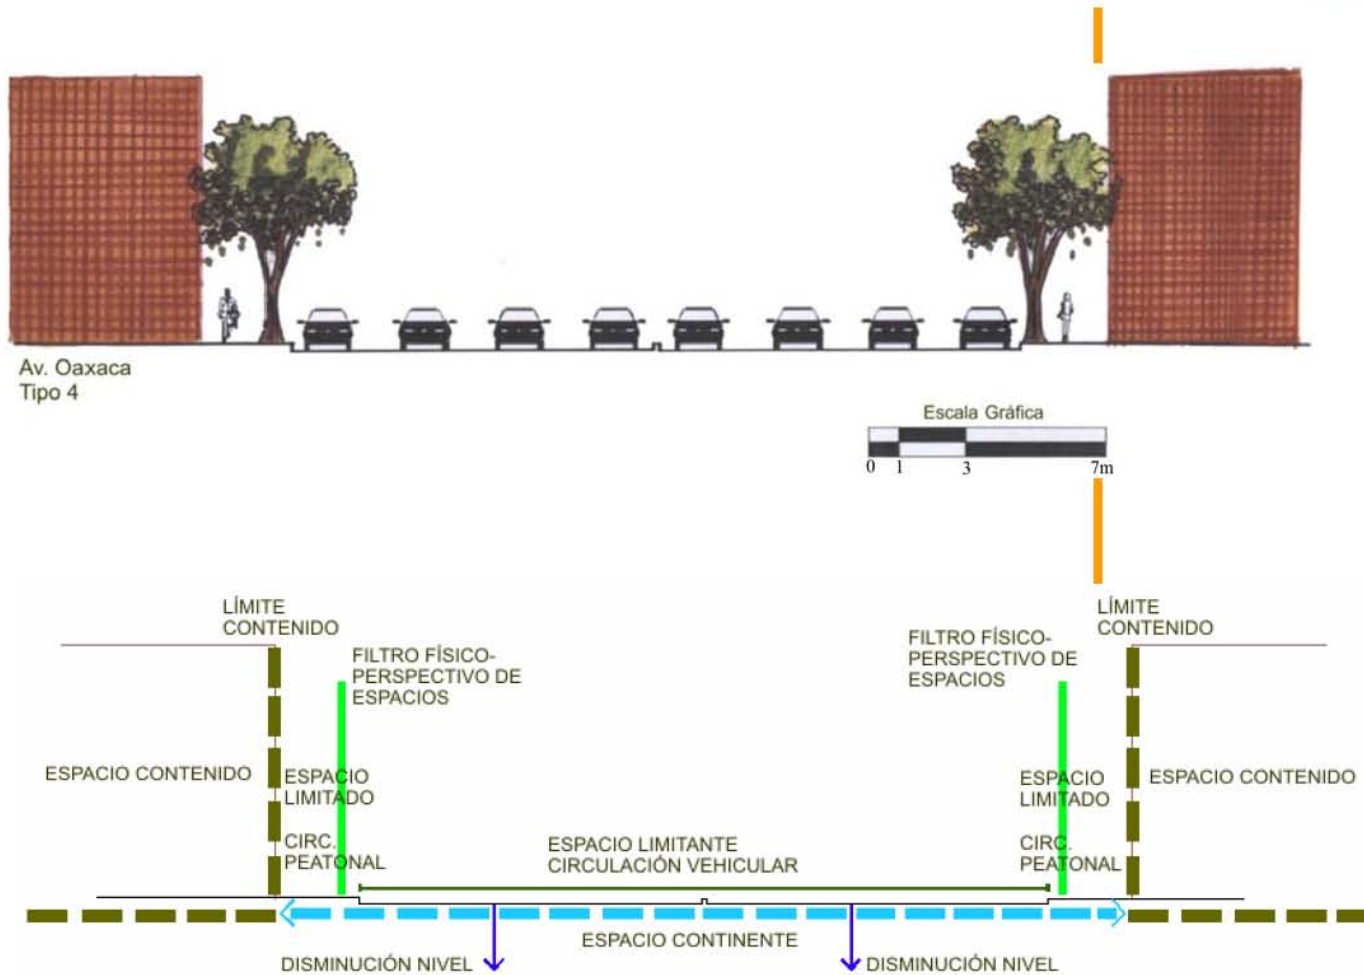 Av. Oaxaca
Tipo 4
Escala Gráfica
0 1 3 7m
LÍMITE
CONTENIDO
FILTRO FÍSICO-
PERSPECTIVO DE
ESPACIOS
FILTRO FÍSICO-
PERSPECTIVO DE
ESPACIOS
LÍMITE
CONTENIDO
ESPACIO CONTENIDO
ESPACIO
LIMITADO
CIRC.
PEATONAL
ESPACIO LIMITANTE
CIRCULACIÓN VEHICULAR
ESPACIO
LIMITADO
CIRC.
PEATONAL
ESPACIO CONTENIDO
ESPACIO CONTINENTE
DISMINUCIÓN NIVEL
DISMINUCIÓN NIVEL